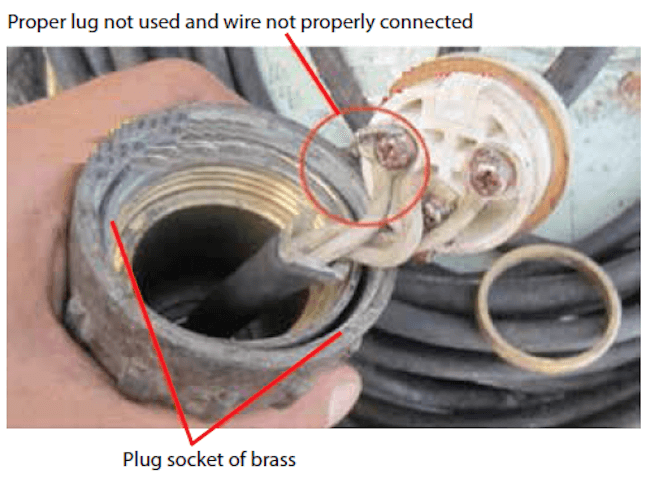 Proper lug not used and wire not properly connected
Plug socket of brass